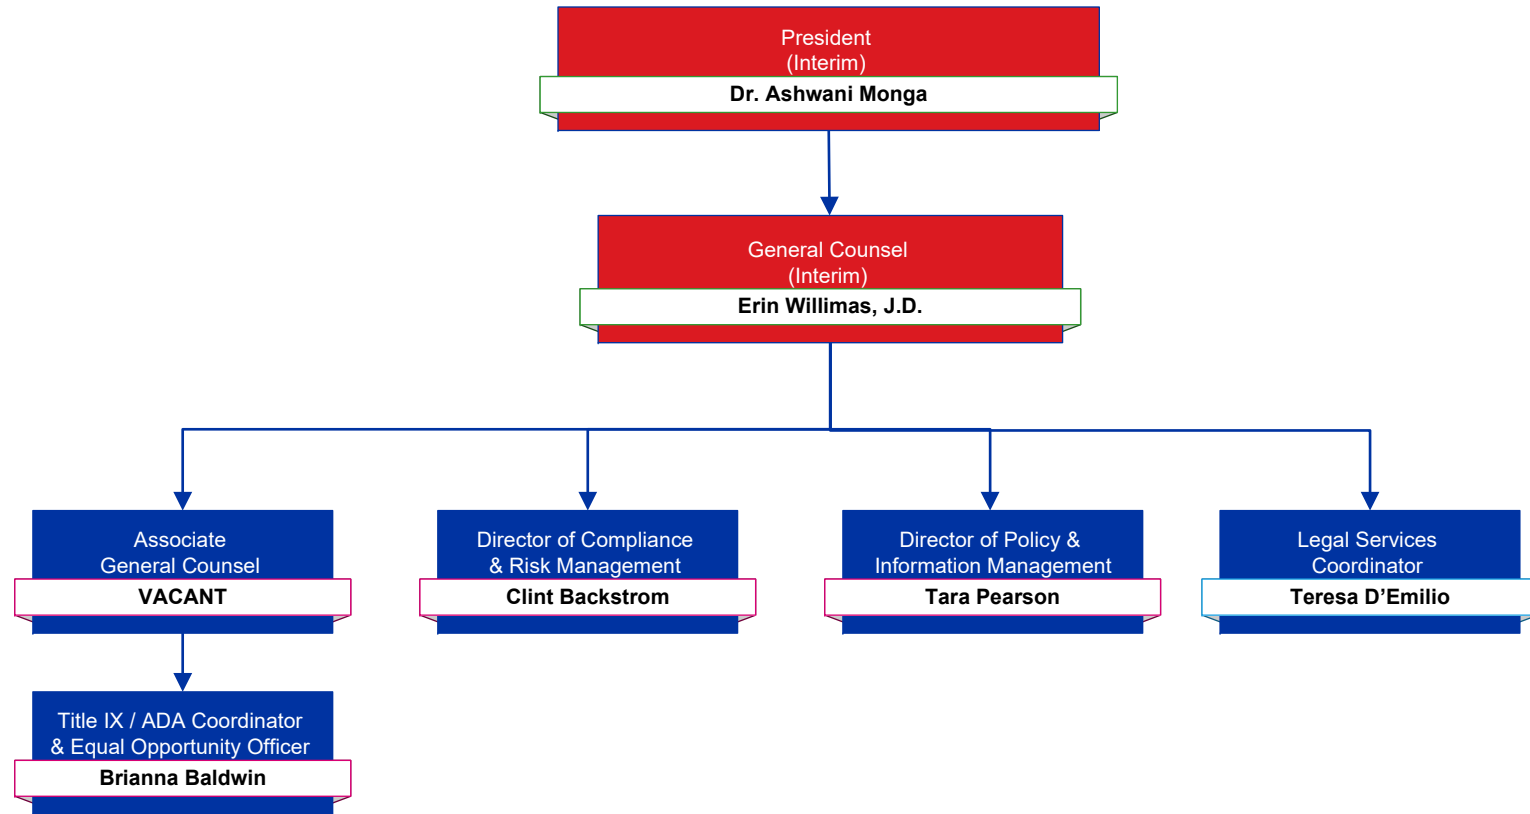 President
(Interim)
Dr. Ashwani Monga
General Counsel
(Interim)
Erin Willimas, J.D.
Associate
General Counsel
VACANT
Director of Compliance
& Risk Management
Clint Backstrom
Director of Policy &
Information Management
Tara Pearson
Legal Services
Coordinator
Teresa D’Emilio
Title IX / ADA Coordinator
& Equal Opportunity Officer
Brianna Baldwin